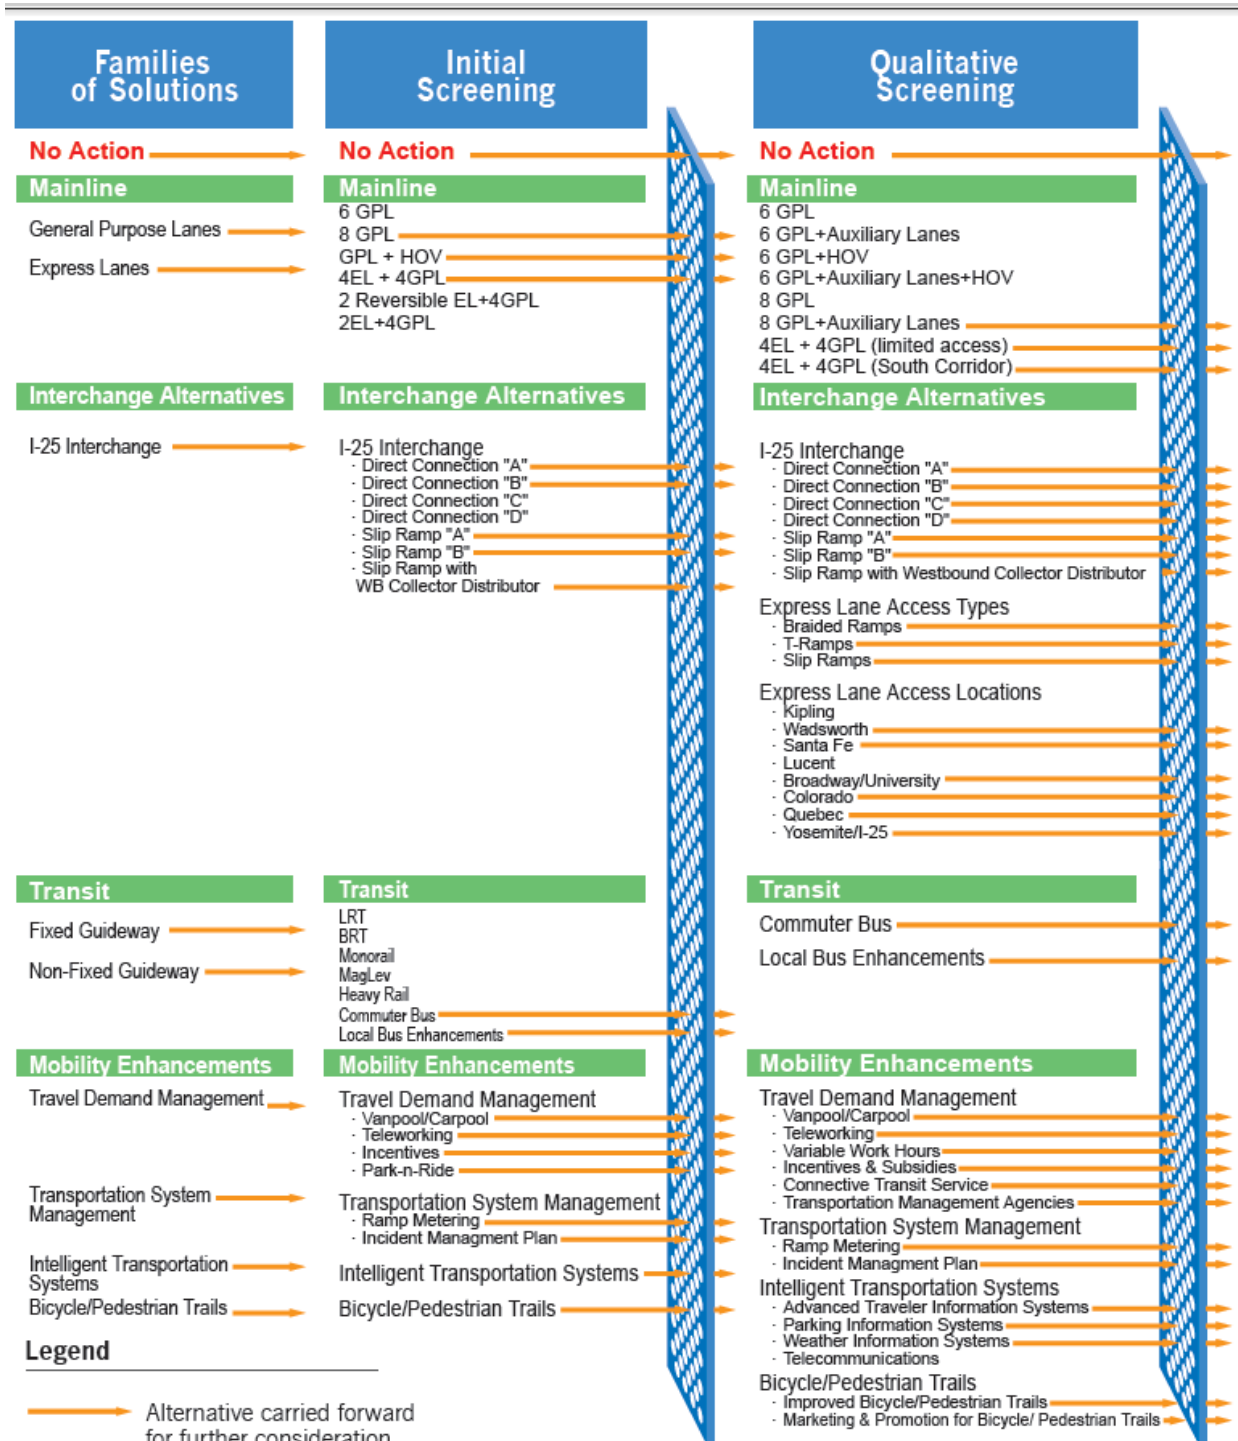 Families
of Solutions
No Action
Mainline
General Purpose Lanes
Express Lanes
Interchange Alternatives
I-25 Interchange
Transit
Fixed Guideway
Non-Fixed Guideway
Mobility Enhancements
Travel Demand Management
Transportation System
Management
Intelligent Transportation
Systems
Bicycle/Pedestrian Trails
Legend
Alternative carried forward
for further consideration
Initial
Screening
No Action
Mainline
6 GPL
8 GPL
GPL + HOV
4EL + 4GPL
2 Reversible EL+4GPL
2EL+4GPL
Interchange Alternatives
I-25 Interchange
· Direct Connection "A"
· Direct Connection "B"
· Direct Connection "C"
· Direct Connection "D"
· Slip Ramp "A"
· Slip Ramp "B"
· Slip Ramp with
WB Collector Distributor
Transit
LRT
BRT
Monorail
MagLev
Heavy Rail
Commuter Bus
Local Bus Enhancements
Mobility Enhancements
Travel Demand Management
· Vanpool/Carpool
· Teleworking
· Incentives
· Park-n-Ride
Transportation System Management
· Ramp Metering
· Incident Managment Plan
Intelligent Transportation Systems
Bicycle/Pedestrian Trails
Qualitative
Screening
No Action
Mainline
6 GPL
6 GPL+Auxiliary Lanes
6 GPL+HOV
6 GPL+Auxiliary Lanes+HOV
8 GPL
8 GPL+Auxiliary Lanes
4EL + 4GPL (limited access)
4EL + 4GPL (South Corridor)
Interchange Alternatives
I-25 Interchange
· Direct Connection "A"
· Direct Connection "B"
· Direct Connection "C"
· Direct Connection "D"
· Slip Ramp "A"
· Slip Ramp "B"
· Slip Ramp with Westbound Collector Distributor
Express Lane Access Types
· Braided Ramps
· T-Ramps
· Slip Ramps
Express Lane Access Locations
· Kipling
· Wadsworth
· Santa Fe
· Lucent
· Broadway/University
· Colorado
· Quebec
· Yosemite/I-25
Transit
Commuter Bus
Local Bus Enhancements
Mobility Enhancements
Travel Demand Management
· Vanpool/Carpool
· Teleworking
· Variable Work Hours
· Incentives & Subsidies
· Connective Transit Service
· Transportation Management Agencies
Transportation System Management
· Ramp Metering
· Incident Managment Plan
Intelligent Transportation Systems
· Advanced Traveler Information Systems
· Parking Information Systems
· Weather Information Systems
· Telecommunications
Bicycle/Pedestrian Trails
· Improved Bicycle/Pedestrian Trails
· Marketing & Promotion for Bicycle/ Pedestrian Trails